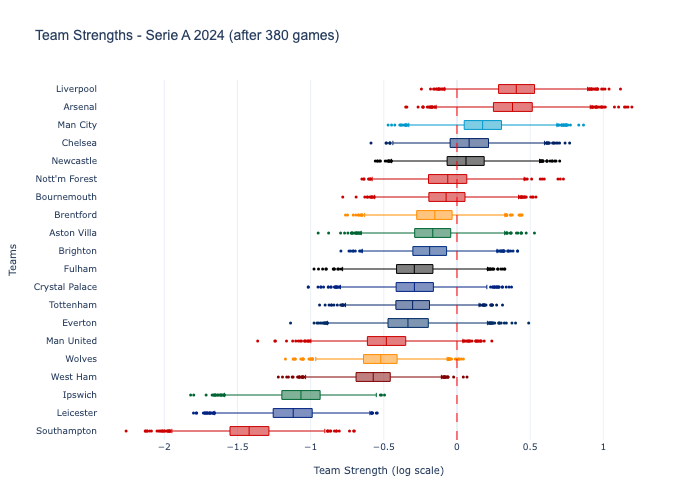 Team Strengths - Serie A 2024 (after 380 games)
Liverpool
Arsenal
Man City
Chelsea
Newcastle
Nott'm Forest
Bournemouth
Brentford
Aston Villa
Brighton
Fulham
Crystal Palace
Tottenham
Everton
Man United
Wolves
West Ham
Ipswich
Leicester
Southampton
Teams
−2 −1.5 −1 −0.5 0 0.5 1
Team Strength (log scale)